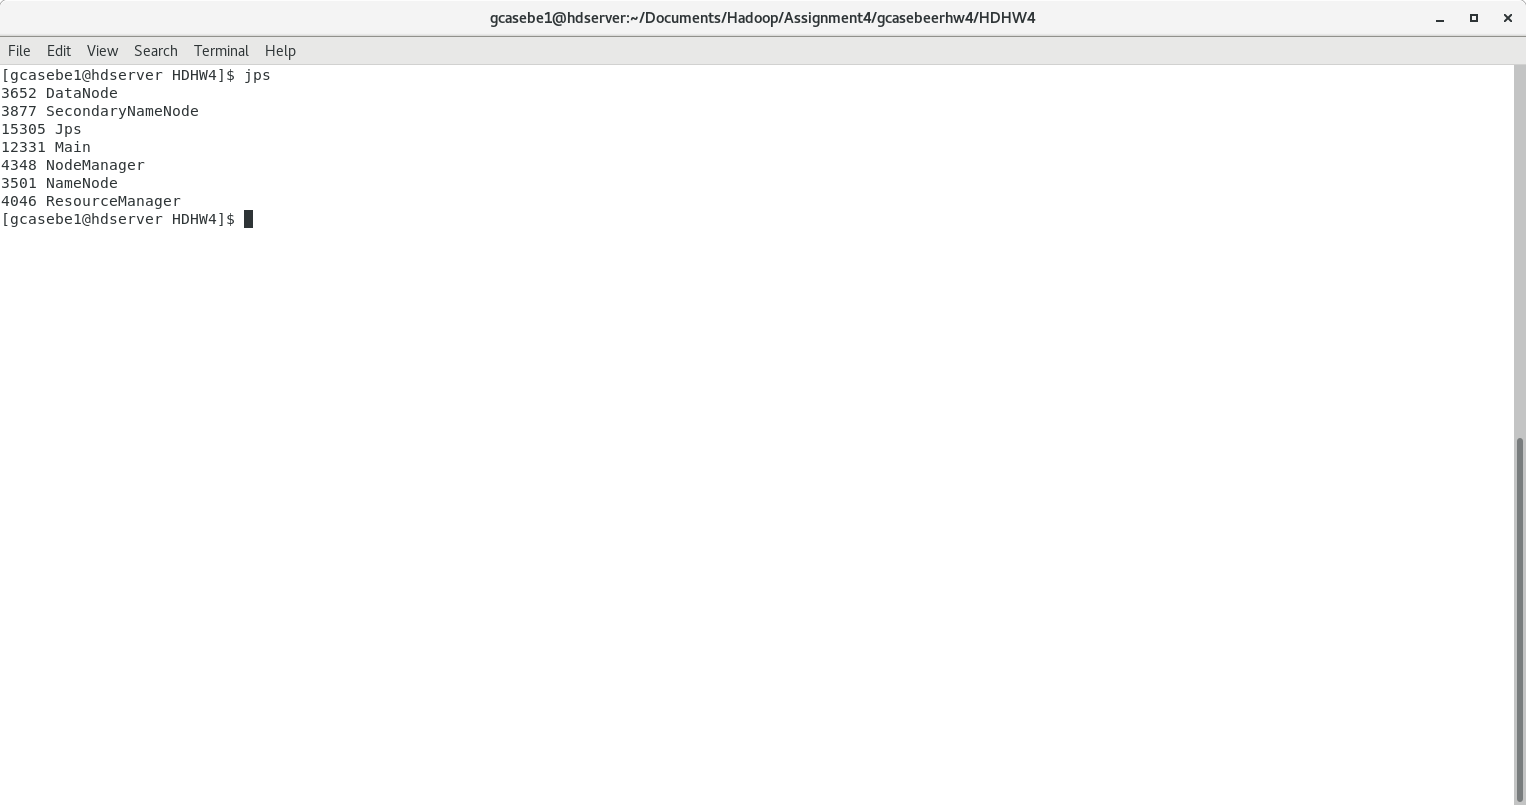 gcasebe1@hdserver:~/Documents/Hadoop/Assignment4/gcasebeerhw4/HDHW4
File Edit View Search Terminal Help
[gcasebe1@hdserver HDHW4]$ jps
3652 DataNode
3877 SecondaryNameNode
15305 Jps
12331 Main
4348 NodeManager
3501 NameNode
4046 ResourceManager
[gcasebe1@hdserver HDHW4]$